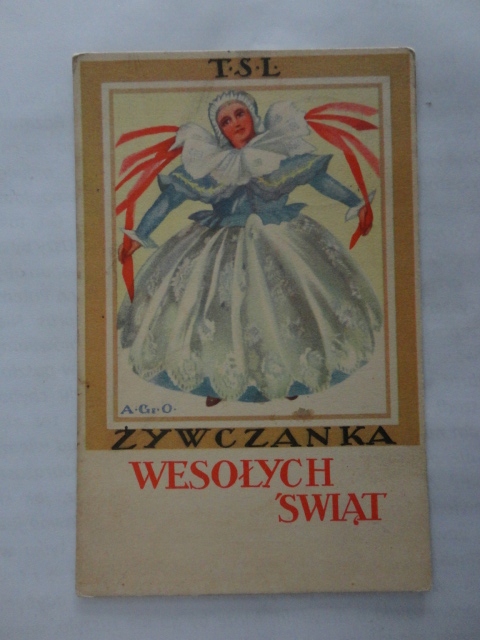 T·S·L·
A·Gr·O·
ŻYWCZANKA
WESOŁYCH
ŚWIĄT